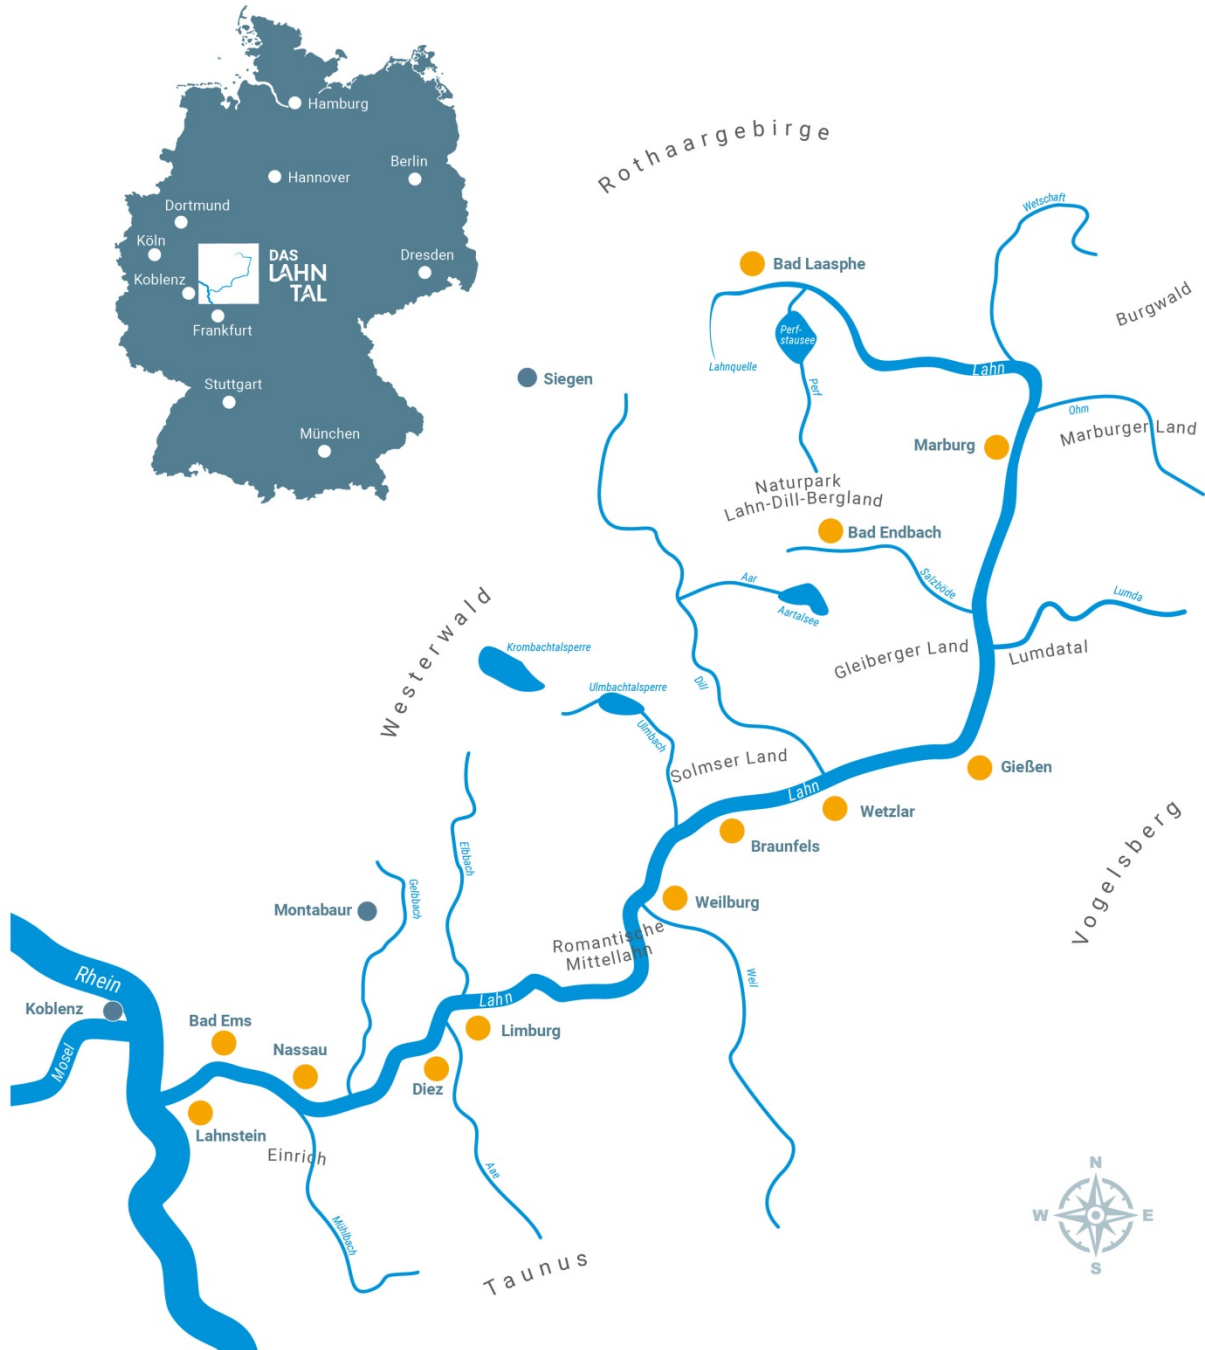 Hamburg
Hannover
Berlin
Dortmund
Köln
Koblenz
DAS
LAHN
TAL
Dresden
Frankfurt
Stuttgart
München
Rothaargebirge
Wetschaft
Burgwald
Bad Laasphe
Perf-
stausee
Lahnquelle
Perf
Lahn
Siegen
Ohm
Marburger Land
Marburg
Naturpark
Lahn-Dill-Bergland
Bad Endbach
Salzböde
Aar
Aartalsee
Lumda
Lumdatal
Gleiberger Land
Westerwald
Krombachtalsperre
Ulmbachtalsperre
Ulmbach
Dill
Solmser Land
Lahn
Gießen
Wetzlar
Braunfels
Vogelsberg
Elbbach
Gelbbach
Montabaur
Weilburg
Romantische
Mittellahn
Weil
Rhein
Koblenz
Mosel
Bad Ems
Nassau
Lahn
Limburg
Diez
Lahnstein
Einrich
Aae
Mühlbach
Taunus
N
W
E
S